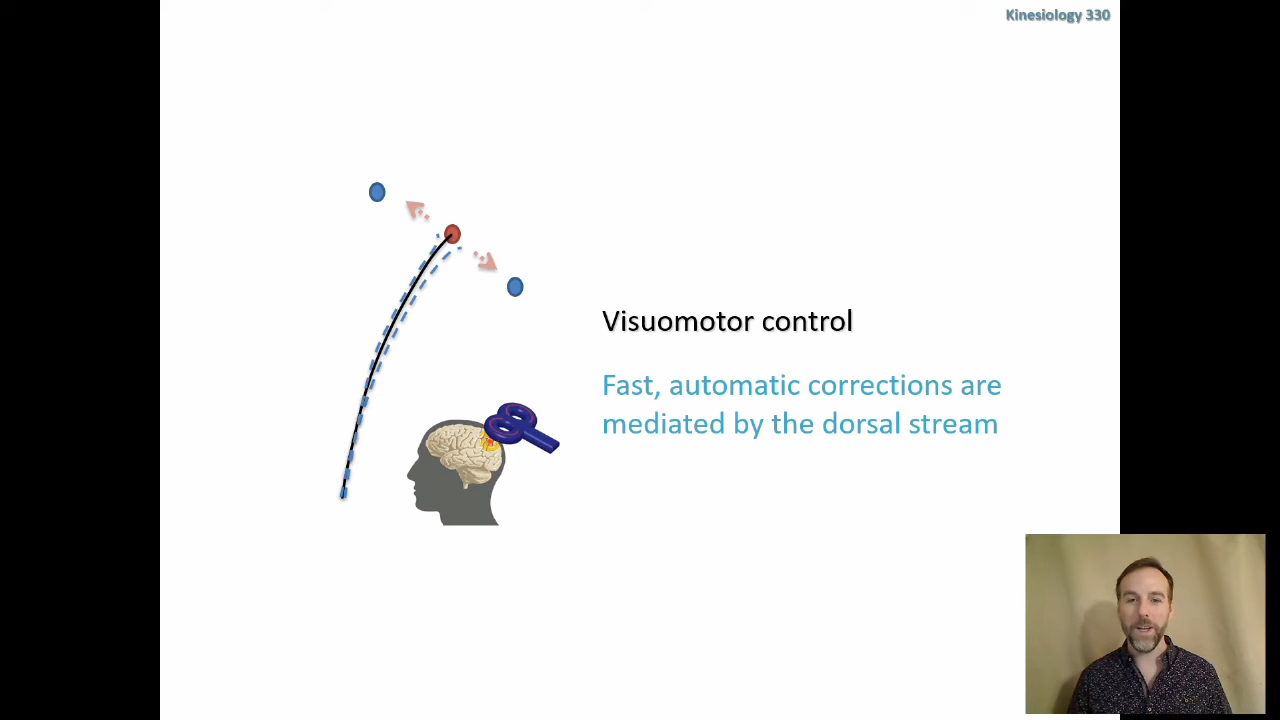 Kinesiology 330
Visuomotor control
Fast, automatic corrections are
mediated by the dorsal stream